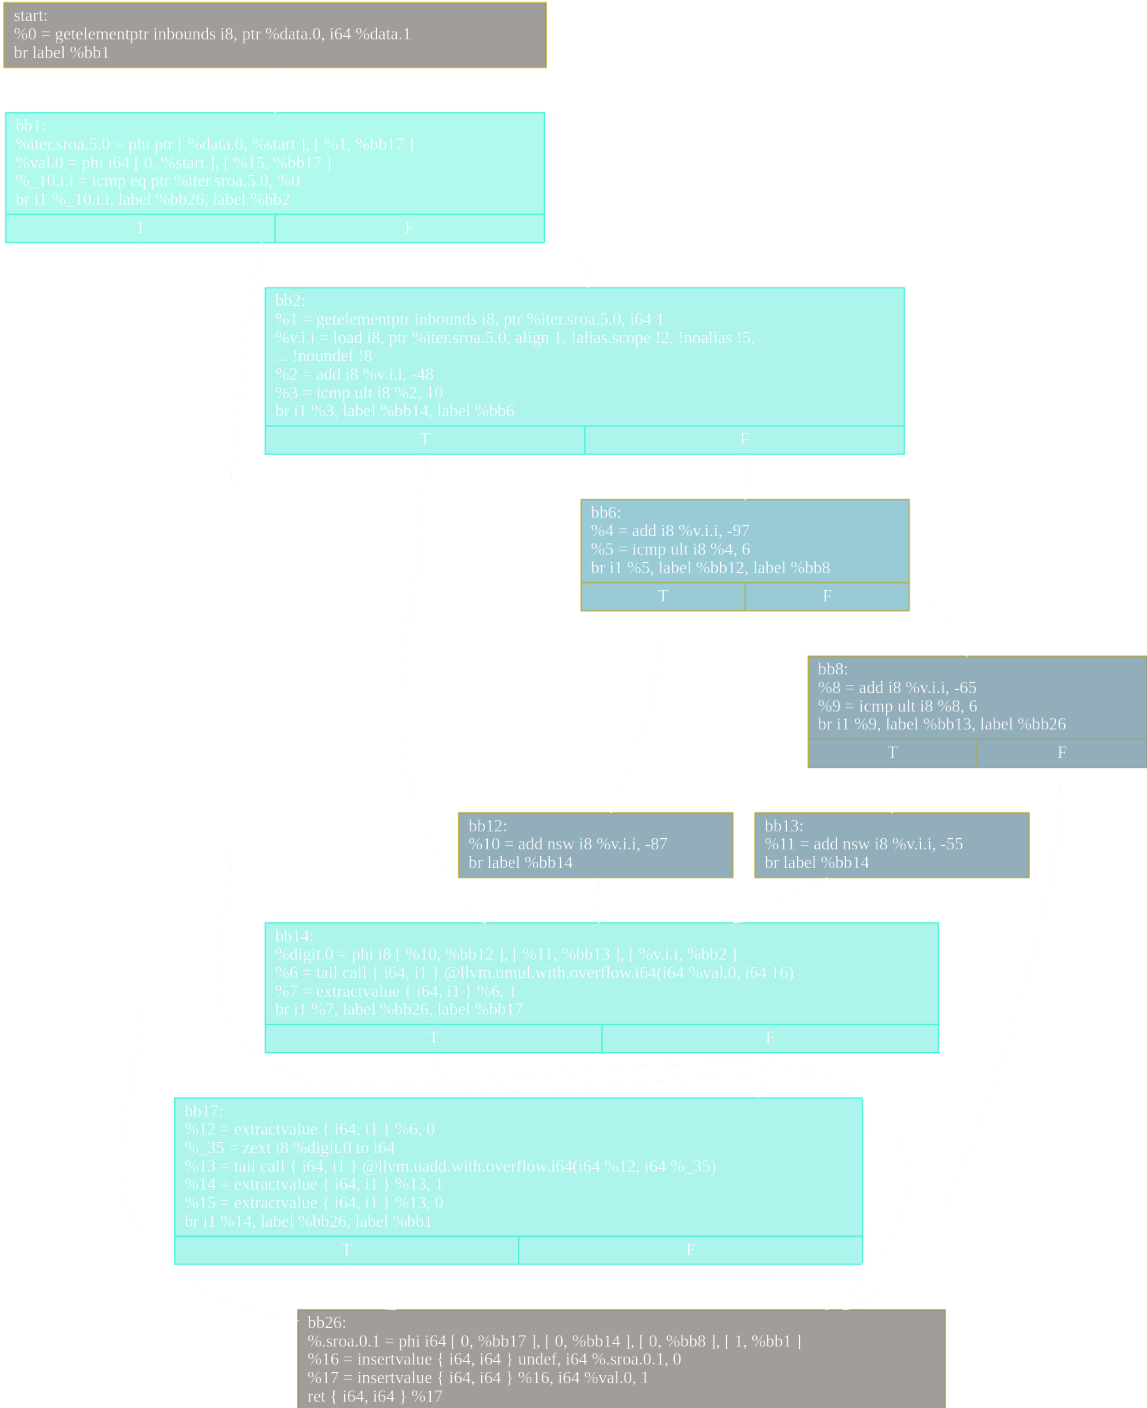 start:
%0 = getelementptr inbounds i8, ptr %data.0, i64 %data.1
br label %bb1
bb1:
%iter.sroa.5.0 = phi ptr [ %data.0, %start ], [ %1, %bb17 ]
%val.0 = phi i64 [ 0, %start ], [ %15, %bb17 ]
%_10.i.i = icmp eq ptr %iter.sroa.5.0, %0
br i1 %_10.i.i, label %bb26, label %bb2
T F
bb2:
%1 = getelementptr inbounds i8, ptr %iter.sroa.5.0, i64 1
%v.i.i = load i8, ptr %iter.sroa.5.0, align 1, !alias.scope !2, !noalias !5,
... !noundef !8
%2 = add i8 %v.i.i, -48
%3 = icmp ult i8 %2, 10
br i1 %3, label %bb14, label %bb6
T F
bb6:
%4 = add i8 %v.i.i, -97
%5 = icmp ult i8 %4, 6
br i1 %5, label %bb12, label %bb8
T F
bb8:
%8 = add i8 %v.i.i, -65
%9 = icmp ult i8 %8, 6
br i1 %9, label %bb13, label %bb26
T F
bb12:
%10 = add nsw i8 %v.i.i, -87
br label %bb14
bb13:
%11 = add nsw i8 %v.i.i, -55
br label %bb14
bb14:
%digit.0 = phi i8 [ %10, %bb12 ], [ %11, %bb13 ], [ %v.i.i, %bb2 ]
%6 = tail call { i64, i1 } @llvm.umul.with.overflow.i64(i64 %val.0, i64 16)
%7 = extractvalue { i64, i1 } %6, 1
br i1 %7, label %bb26, label %bb17
T F
bb17:
%12 = extractvalue { i64, i1 } %6, 0
%_35 = zext i8 %digit.0 to i64
%13 = tail call { i64, i1 } @llvm.uadd.with.overflow.i64(i64 %12, i64 %_35)
%14 = extractvalue { i64, i1 } %13, 1
%15 = extractvalue { i64, i1 } %13, 0
br i1 %14, label %bb26, label %bb1
T F
bb26:
%.sroa.0.1 = phi i64 [ 0, %bb17 ], [ 0, %bb14 ], [ 0, %bb8 ], [ 1, %bb1 ]
%16 = insertvalue { i64, i64 } undef, i64 %.sroa.0.1, 0
%17 = insertvalue { i64, i64 } %16, i64 %val.0, 1
ret { i64, i64 } %17